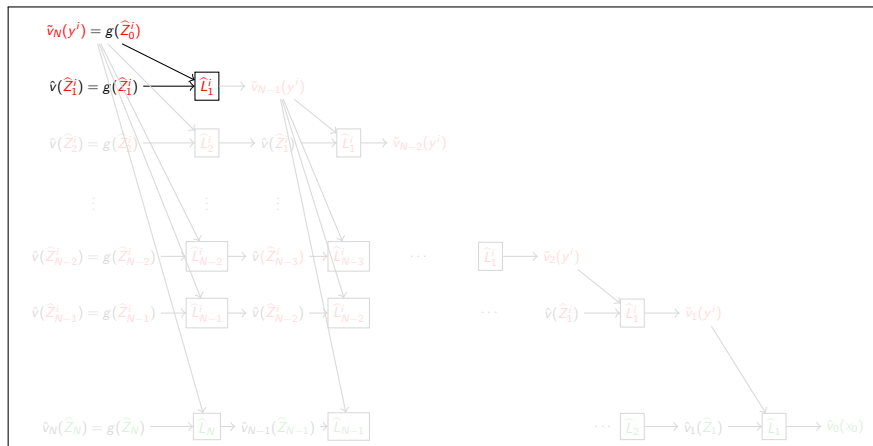 ṽ_N(y^i) = g(Ẑ_0^i)
v̂(Ẑ_1^i) = g(Ẑ_1^i) L̂_1^i ṽ_{N−1}(y^i)
v̂(Ẑ_2^i) = g(Ẑ_2^i) L̂_2^i v̂(Ẑ_1^i) L̂_1^i ṽ_{N−2}(y^i)
⋮ ⋮ ⋮
v̂(Ẑ_{N−2}^i) = g(Ẑ_{N−2}^i) L̂_{N−2}^i v̂(Ẑ_{N−3}^i) L̂_{N−3}^i ⋯ L̂_1^i ṽ_2(y^i)
v̂(Ẑ_{N−1}^i) = g(Ẑ_{N−1}^i) L̂_{N−1}^i v̂(Ẑ_{N−2}^i) L̂_{N−2}^i ⋯ v̂(Ẑ_1^i) L̂_1^i ṽ_1(y^i)
v̂_N(Ẑ_N) = g(Ẑ_N) L̂_N v̂_{N−1}(Ẑ_{N−1}) L̂_{N−1} ⋯ L̂_2 v̂_1(Ẑ_1) L̂_1 v̂_0(x_0)